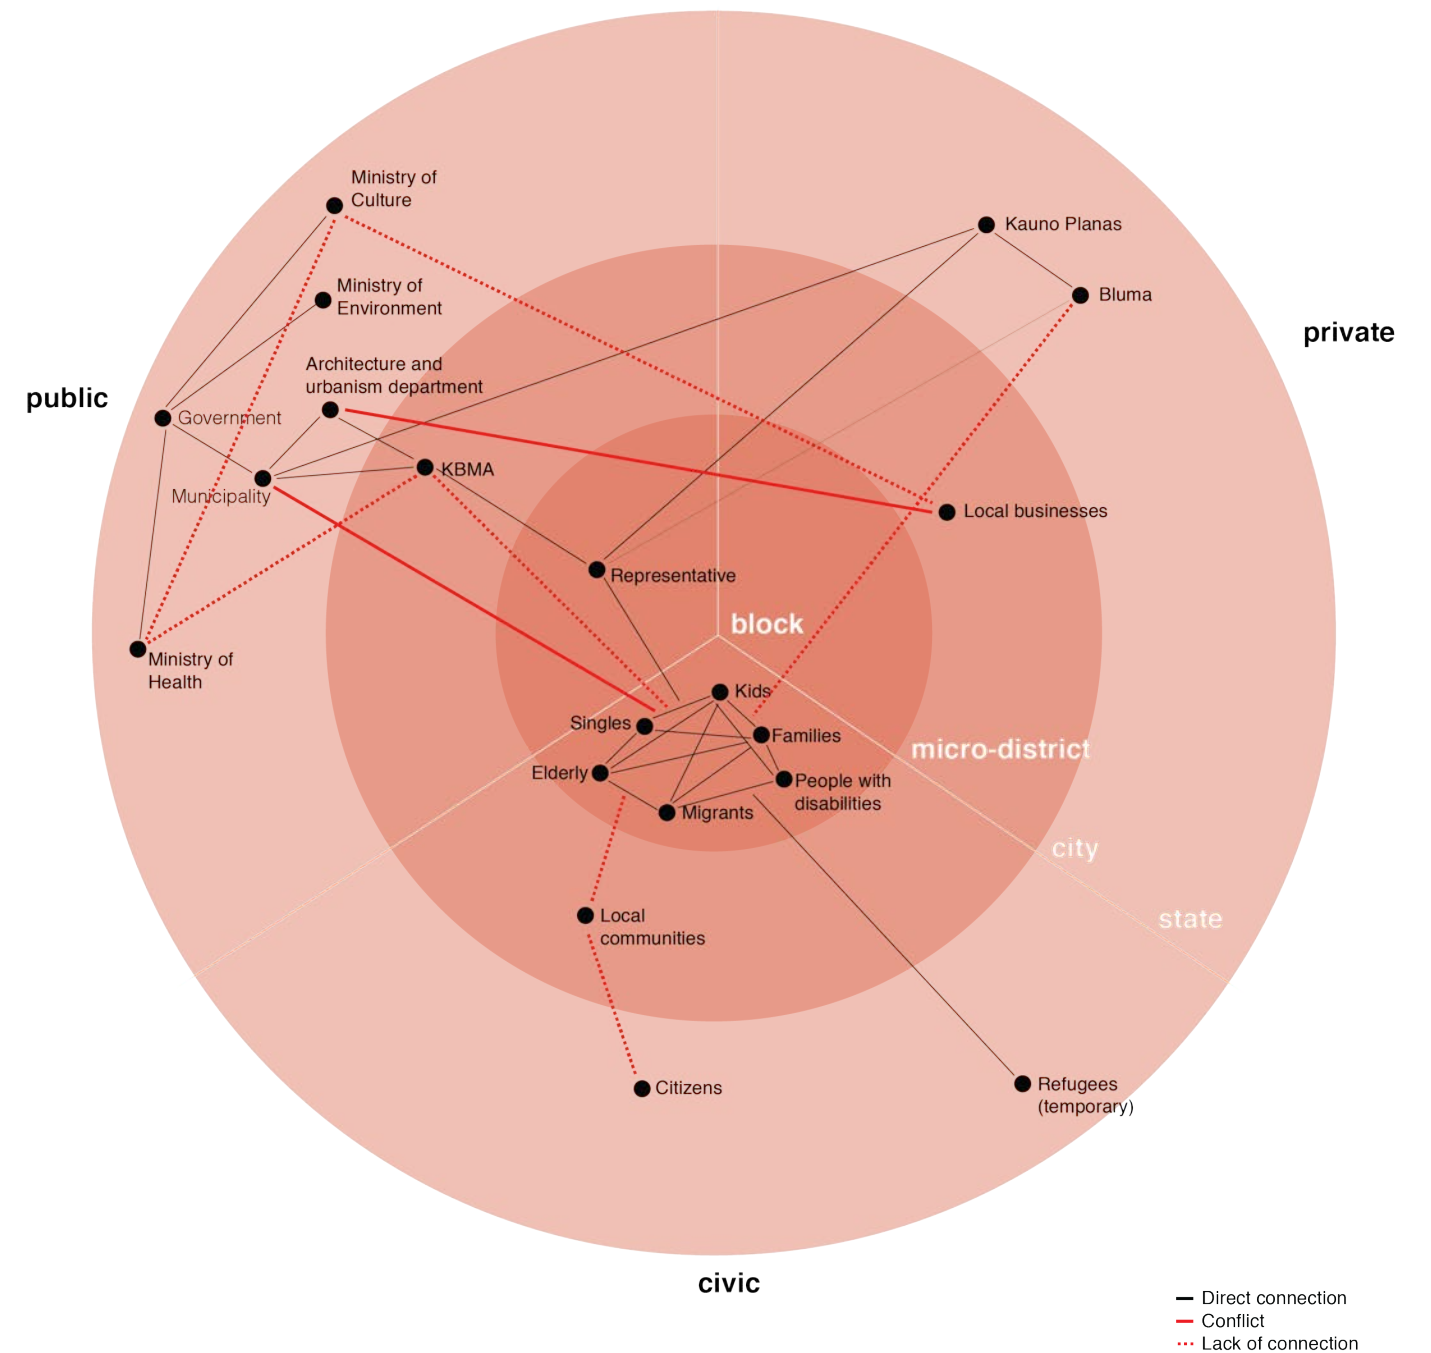 Ministry of
Culture
Kauno Planas
Ministry of
Environment
Bluma
private
Architecture and
urbanism department
public
Government
KBMA
Municipality
Local businesses
Representative
block
Ministry of
Health
Kids
Singles
Families
micro-district
Elderly
People with
disabilities
Migrants
city
state
Local
communities
Citizens
Refugees
(temporary)
civic
Direct connection
Conflict
Lack of connection